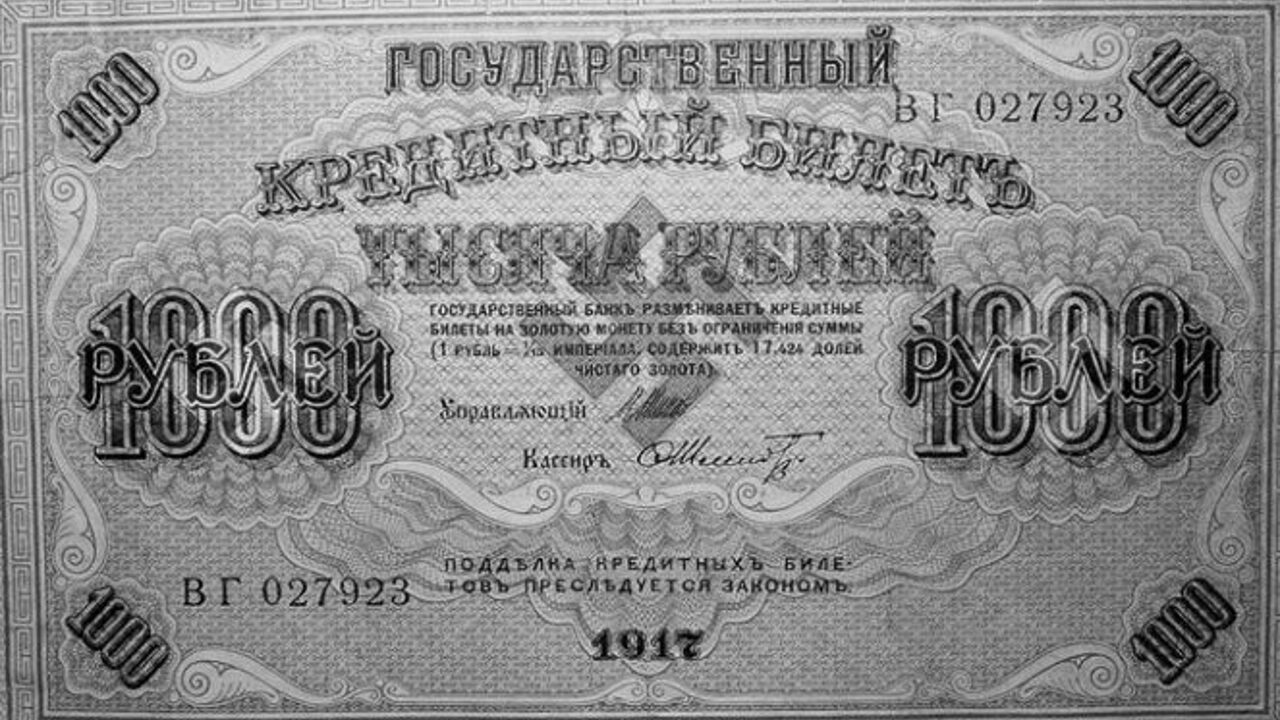 1000
1000
ГОСУДАРСТВЕННЫЙ
ВГ 027923
КРЕДИТНЫЙ БИЛЕТЪ
ТЫСЯЧА РУБЛЕЙ
ГОСУДАРСТВЕННЫЙ БАНКЪ РАЗМѢНИВАЕТЪ КРЕДИТНЫЕ
БИЛЕТЫ НА ЗОЛОТУЮ МОНЕТУ БЕЗЪ ОГРАНИЧЕНІЯ СУММЫ
(1 РУБЛЬ = 1/15 ИМПЕРІАЛА, СОДЕРЖИТЪ 17,424 ДОЛЕЙ
ЧИСТАГО ЗОЛОТА)
1000
РУБЛЕЙ
1000
РУБЛЕЙ
Управляющій
Кассиръ
ПОДДѢЛКА КРЕДИТНЫХЪ БИЛЕ-
ТОВЪ ПРЕСЛѢДУЕТСЯ ЗАКОНОМЪ.
ВГ 027923
1917
1000
1000